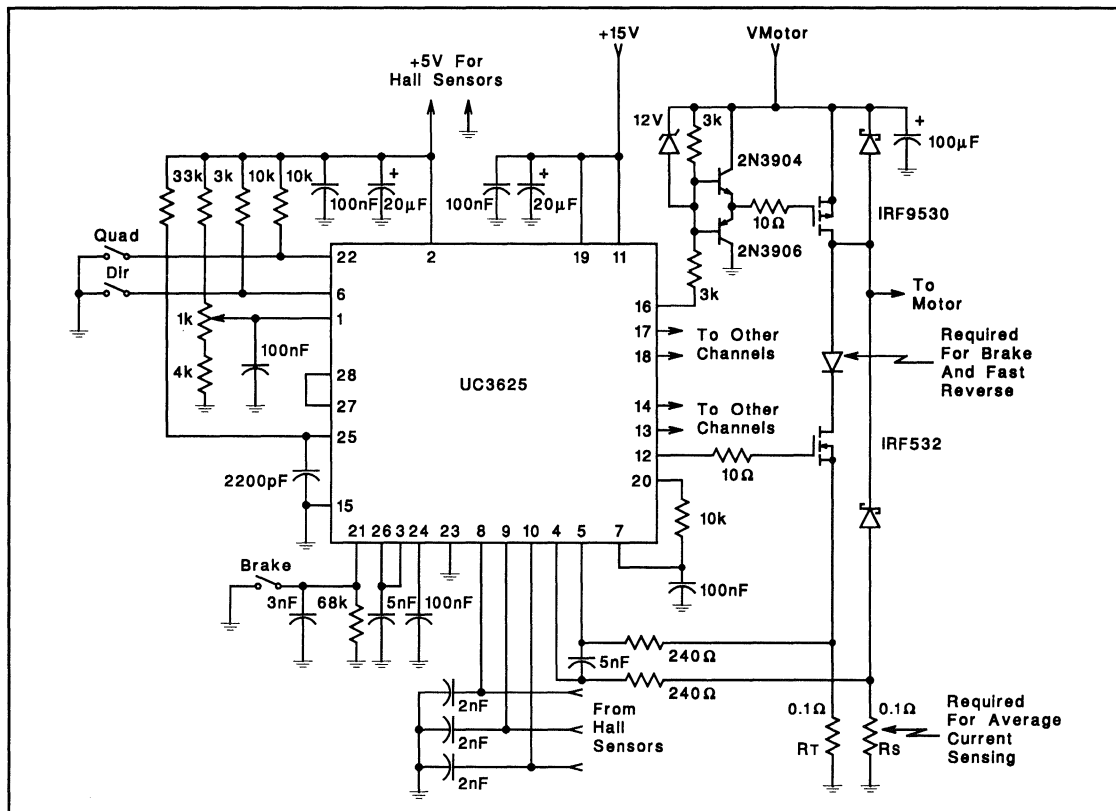 +15V
VMotor
+5V For
Hall Sensors
33k
3k
10k
10k
100nF
20µF
+
100nF
20µF
+
12V
3k
2N3904
2N3906
10Ω
3k
+
100µF
IRF9530
To
Motor
Required
For Brake
And Fast
Reverse
IRF532
Quad
Dir
22
6
1
28
27
25
15
2
19
11
UC3625
16
17
18
14
13
12
20
To Other
Channels
To Other
Channels
1k
4k
100nF
2200pF
10Ω
10k
21
26
3
24
23
8
9
10
4
5
7
Brake
3nF
68k
5nF
100nF
100nF
5nF
240Ω
240Ω
2nF
2nF
2nF
From
Hall
Sensors
0.1Ω
RT
0.1Ω
RS
Required
For Average
Current
Sensing